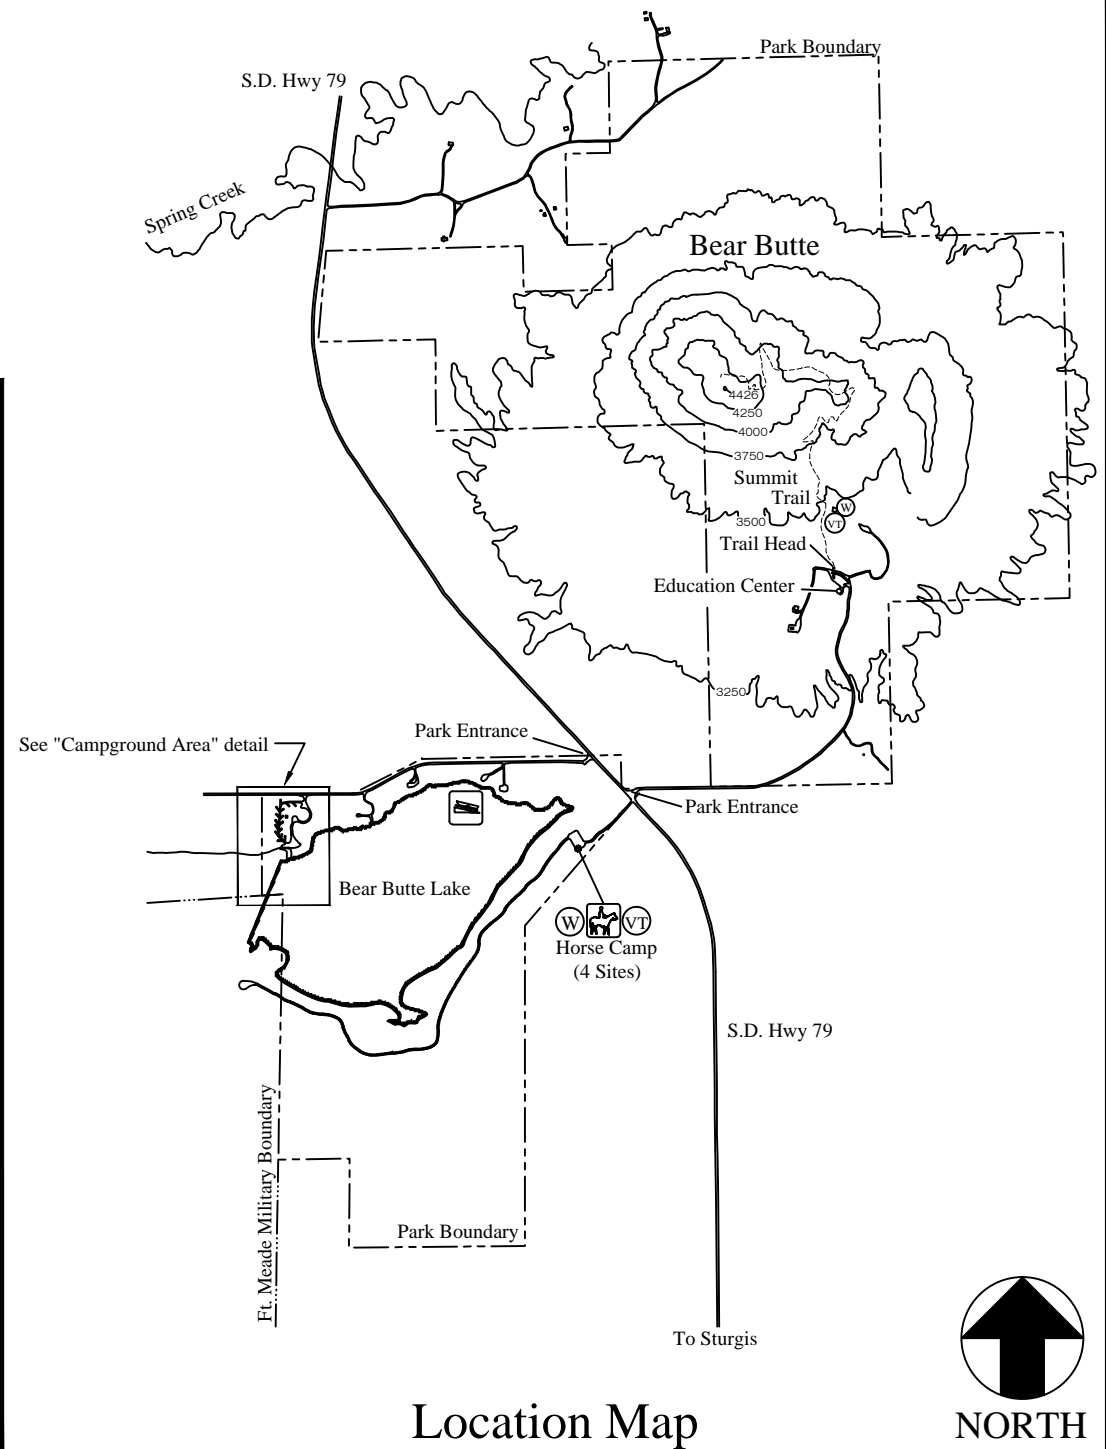 Park Boundary
S.D. Hwy 79
Spring Creek
Bear Butte
4426
4250
4000
3750
Summit
Trail
W
3500
VT
Trail Head
Education Center
3250
Park Entrance
See "Campground Area" detail
Park Entrance
Bear Butte Lake
W
VT
Horse Camp
(4 Sites)
S.D. Hwy 79
Ft. Meade Military Boundary
Park Boundary
To Sturgis
Location Map
NORTH